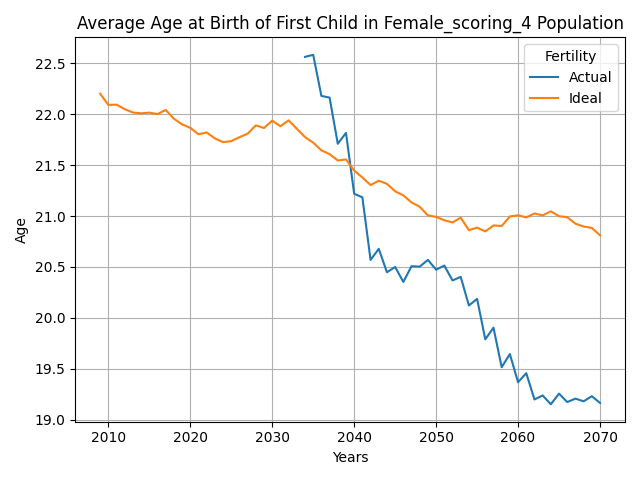 Average Age at Birth of First Child in Female_scoring_4 Population
Fertility
Actual
Ideal
Age
22.5
22.0
21.5
21.0
20.5
20.0
19.5
19.0
2010 2020 2030 2040 2050 2060 2070
Years